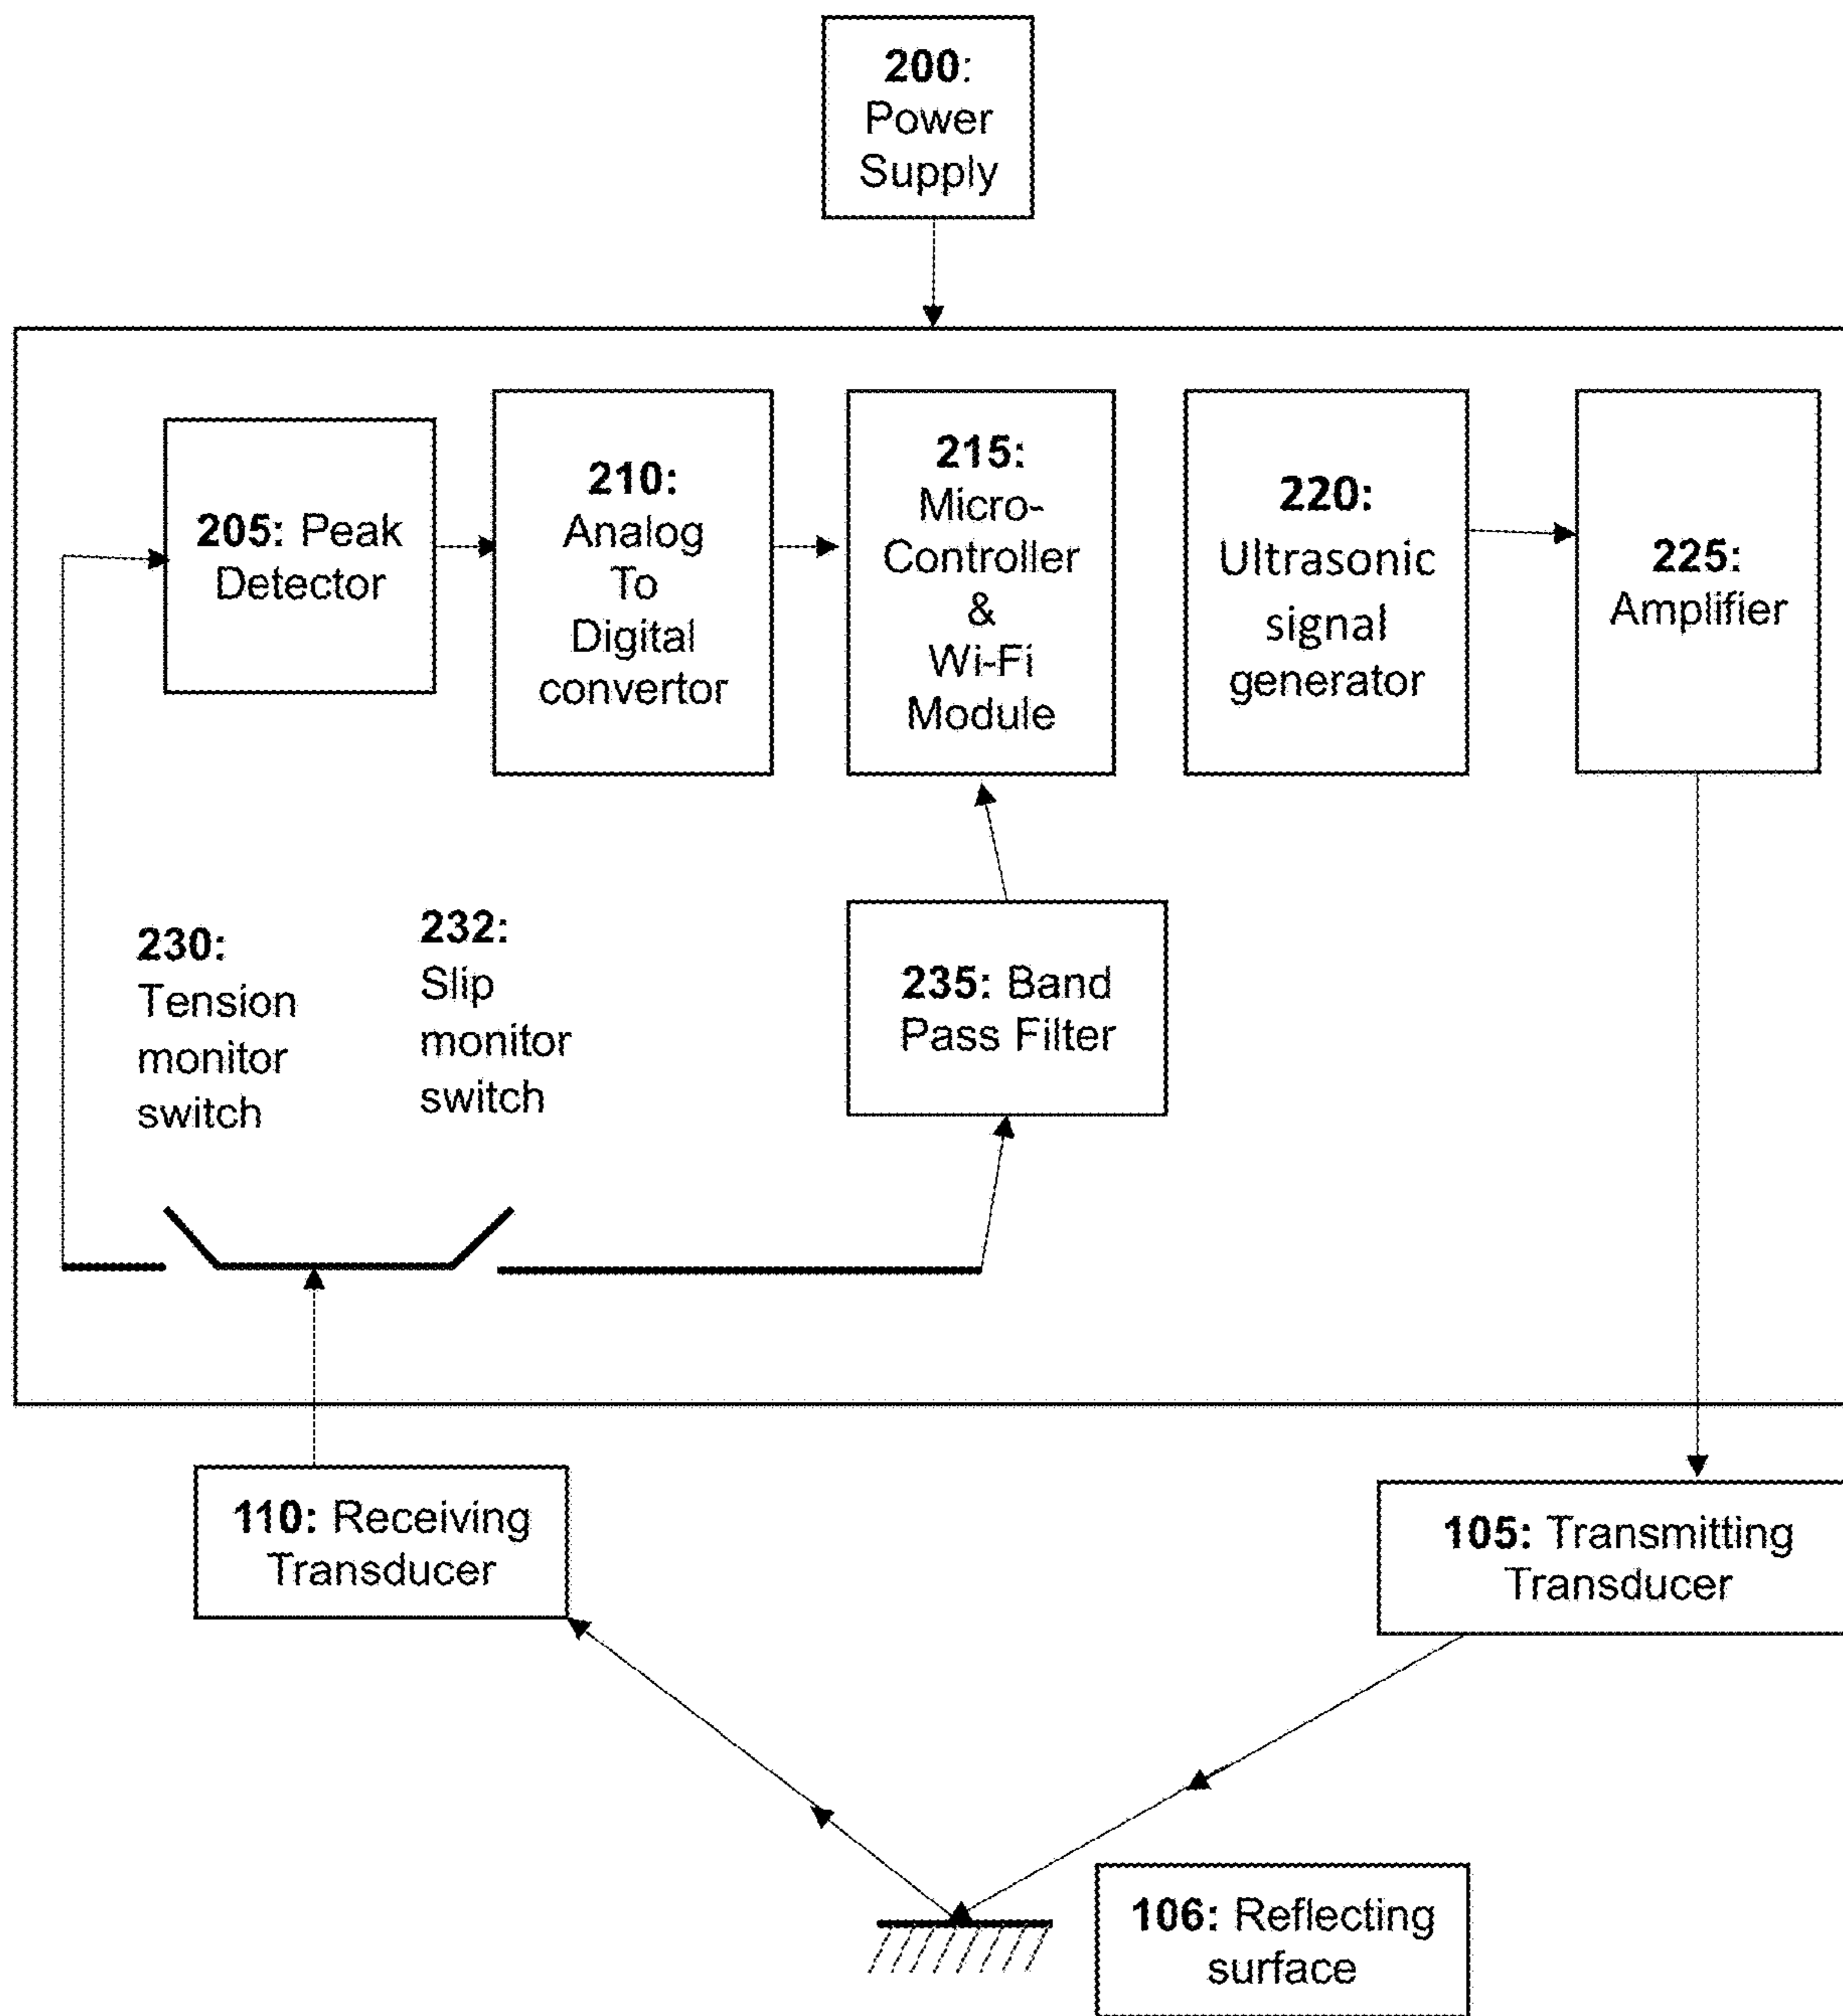 200:
Power
Supply
205: Peak
Detector
210:
Analog
To
Digital
convertor
215:
Micro-
Controller
&
Wi-Fi
Module
220:
Ultrasonic
signal
generator
225:
Amplifier
230:
Tension
monitor
switch
232:
Slip
monitor
switch
235: Band
Pass Filter
110: Receiving
Transducer
105: Transmitting
Transducer
106: Reflecting
surface